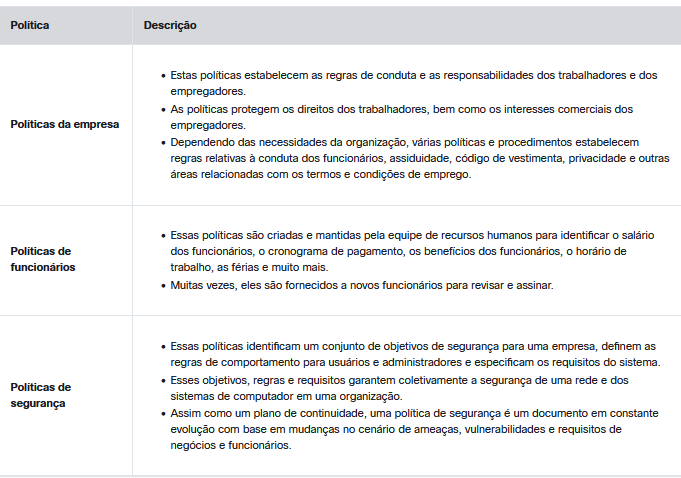 Política
Descrição
Políticas da empresa
• Estas políticas estabelecem as regras de conduta e as responsabilidades dos trabalhadores e dos
empregadores.
• As políticas protegem os direitos dos trabalhadores, bem como os interesses comerciais dos
empregadores.
• Dependendo das necessidades da organização, várias políticas e procedimentos estabelecem
regras relativas à conduta dos funcionários, assiduidade, código de vestimenta, privacidade e outras
áreas relacionadas com os termos e condições de emprego.
Políticas de
funcionários
• Essas políticas são criadas e mantidas pela equipe de recursos humanos para identificar o salário
dos funcionários, o cronograma de pagamento, os benefícios dos funcionários, o horário de
trabalho, as férias e muito mais.
• Muitas vezes, eles são fornecidos a novos funcionários para revisar e assinar.
Políticas de
segurança
• Essas políticas identificam um conjunto de objetivos de segurança para uma empresa, definem as
regras de comportamento para usuários e administradores e especificam os requisitos do sistema.
• Esses objetivos, regras e requisitos garantem coletivamente a segurança de uma rede e dos
sistemas de computador em uma organização.
• Assim como um plano de continuidade, uma política de segurança é um documento em constante
evolução com base em mudanças no cenário de ameaças, vulnerabilidades e requisitos de
negócios e funcionários.